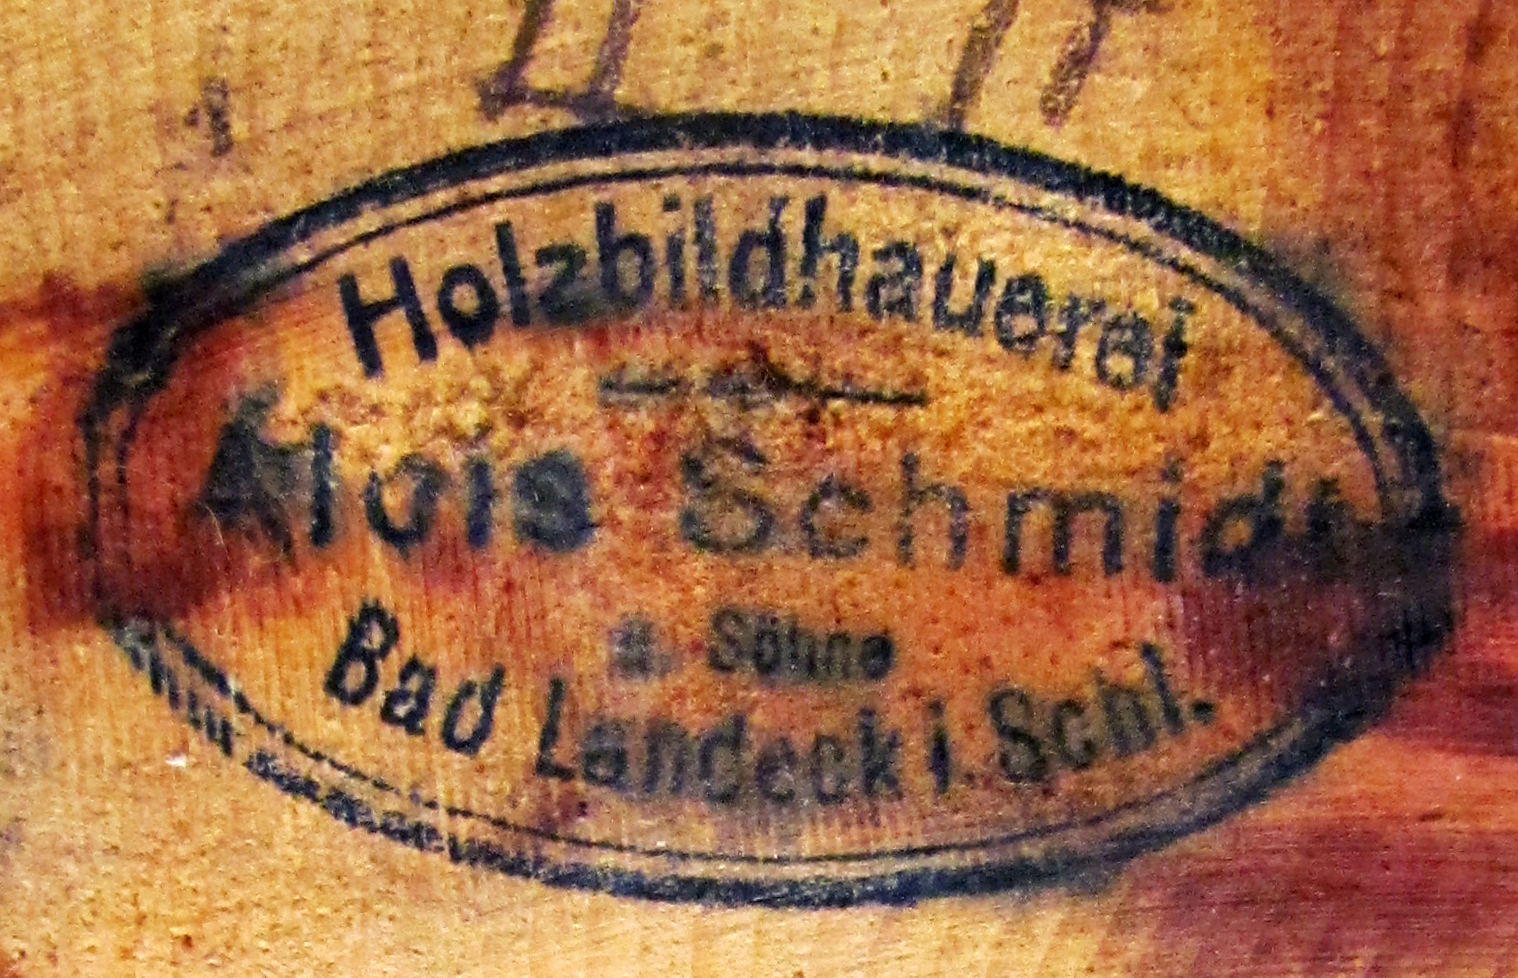 Holzbildhauerei
Alois Schmidt
u. Söhne
Bad Landeck i. Schl.